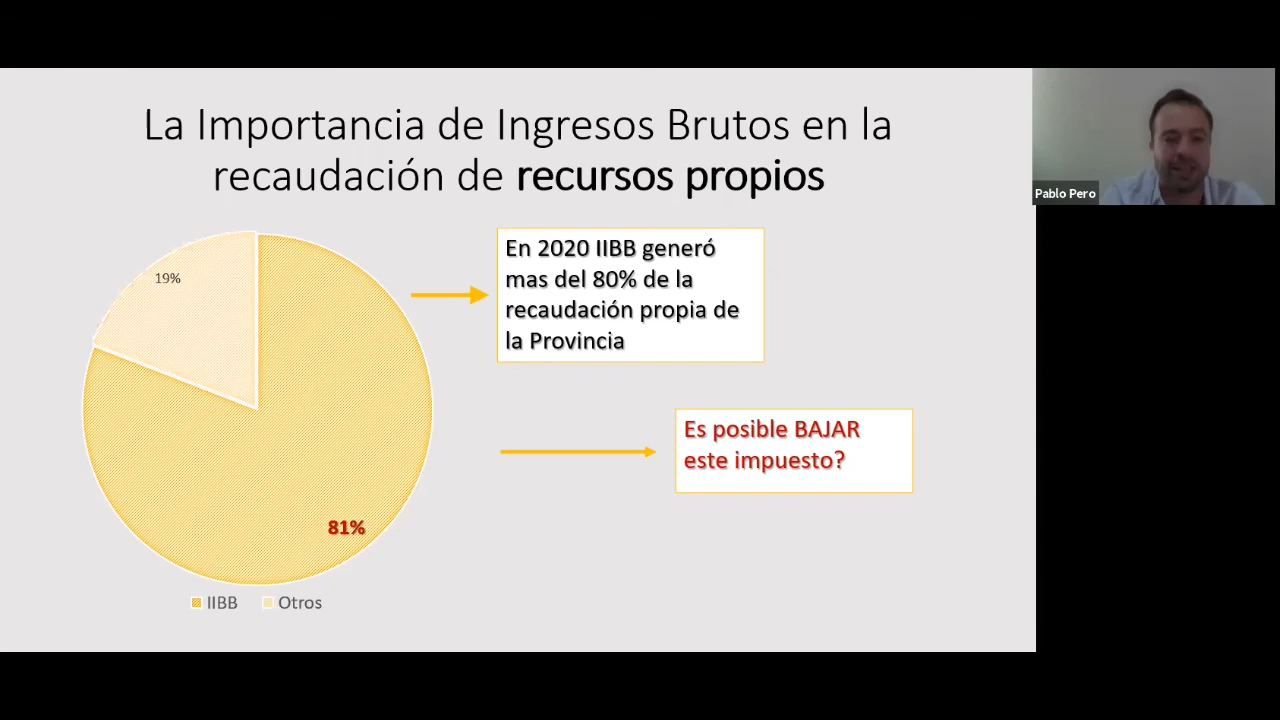 La Importancia de Ingresos Brutos en la
recaudación de recursos propios
Pablo Pero
19%
En 2020 IIBB generó
mas del 80% de la
recaudación propia de
la Provincia
Es posible BAJAR
este impuesto?
81%
IIBB
Otros